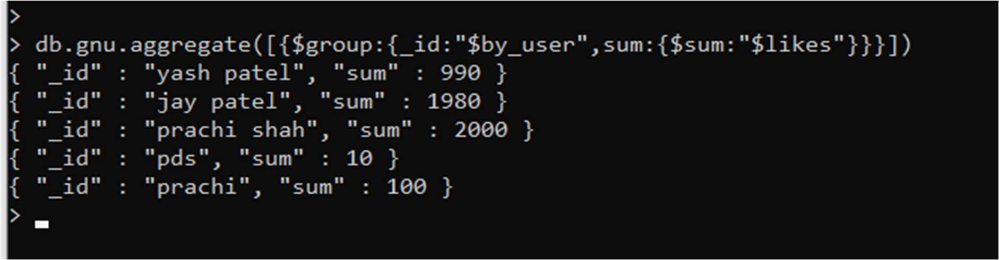 >
> db.gnu.aggregate([{$group:{_id:"$by_user",sum:{$sum:"$likes"}}}])
{ "_id" : "yash patel", "sum" : 990 }
{ "_id" : "jay patel", "sum" : 1980 }
{ "_id" : "prachi shah", "sum" : 2000 }
{ "_id" : "pds", "sum" : 10 }
{ "_id" : "prachi", "sum" : 100 }
>